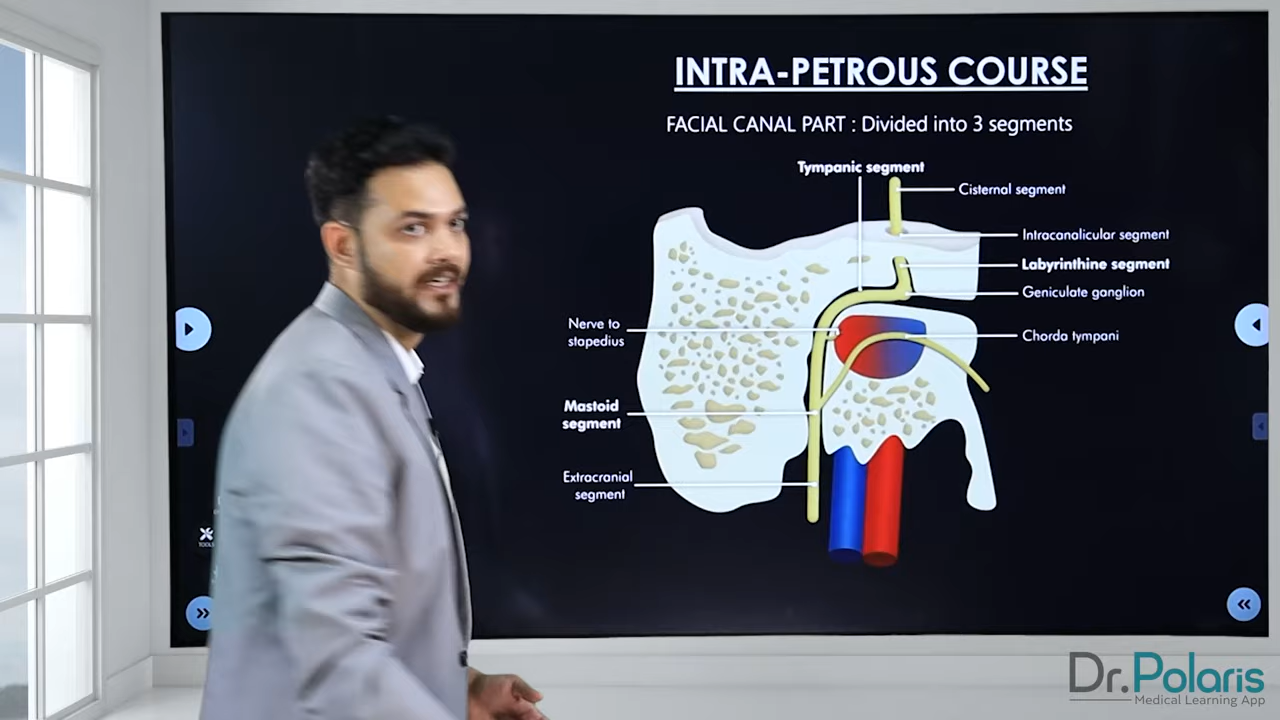 INTRA-PETROUS COURSE
FACIAL CANAL PART : Divided into 3 segments
Tympanic segment
Cisternal segment
Intracanalicular segment
Labyrinthine segment
Geniculate ganglion
Nerve to
stapedius
Chorda tympani
Mastoid
segment
Extracranial
segment
TOOLS
Dr.Polaris
Medical Learning App